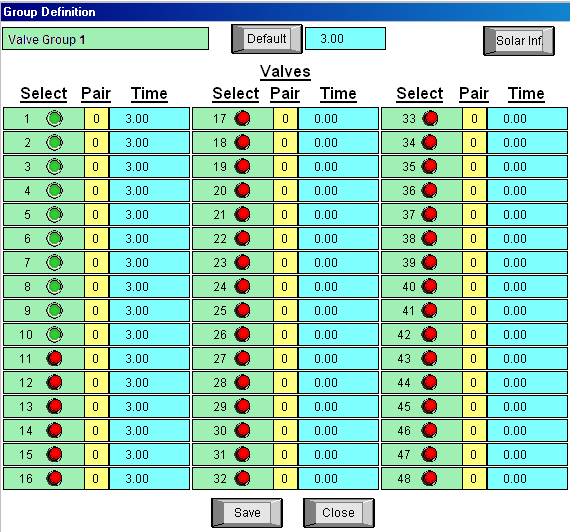 Group Definition
Valve Group 1 Default 3.00 Solar Inf
Valves
Select Pair Time Select Pair Time Select Pair Time
1 0 3.00 17 0 0.00 33 0 0.00
2 0 3.00 18 0 0.00 34 0 0.00
3 0 3.00 19 0 0.00 35 0 0.00
4 0 3.00 20 0 0.00 36 0 0.00
5 0 3.00 21 0 0.00 37 0 0.00
6 0 3.00 22 0 0.00 38 0 0.00
7 0 3.00 23 0 0.00 39 0 0.00
8 0 3.00 24 0 0.00 40 0 0.00
9 0 3.00 25 0 0.00 41 0 0.00
10 0 3.00 26 0 0.00 42 0 0.00
11 0 3.00 27 0 0.00 43 0 0.00
12 0 3.00 28 0 0.00 44 0 0.00
13 0 3.00 29 0 0.00 45 0 0.00
14 0 3.00 30 0 0.00 46 0 0.00
15 0 3.00 31 0 0.00 47 0 0.00
16 0 3.00 32 0 0.00 48 0 0.00
Save Close